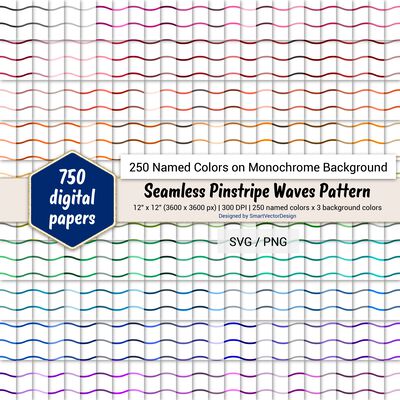 750
digital
papers
250 Named Colors on Monochrome Background
Seamless Pinstripe Waves Pattern
12" x 12" (3600 x 3600 px) | 300 DPI | 250 named colors x 3 background colors
Designed by SmartVectorDesign
SVG / PNG